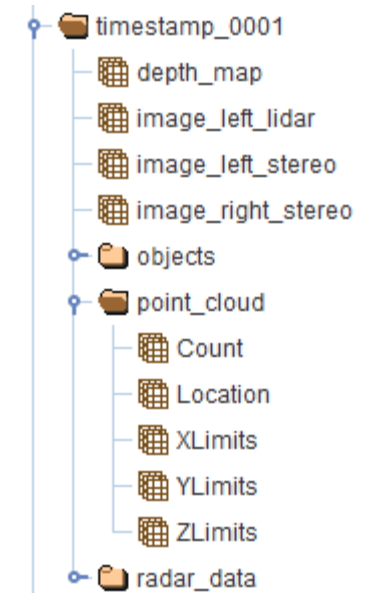 timestamp_0001
depth_map
image_left_lidar
image_left_stereo
image_right_stereo
objects
point_cloud
Count
Location
XLimits
YLimits
ZLimits
radar_data